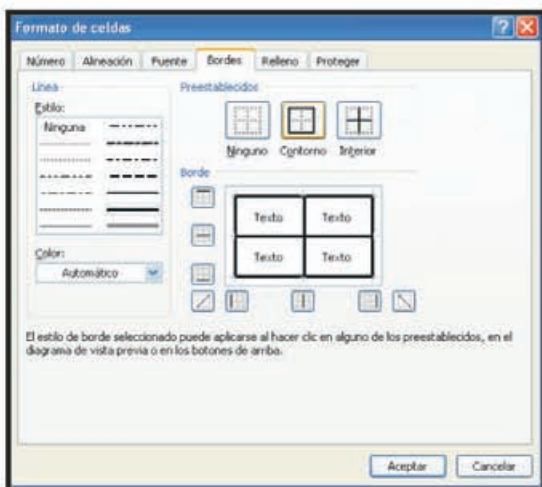 Formato de celdas
Número Alineación Fuente Bordes Relleno Proteger
Línea
Estilo:
Ninguna
Color:
Automático
Preestablecidos
Ninguno Contorno Interior
Borde
Texto Texto
Texto Texto
El estilo de borde seleccionado puede aplicarse al hacer clic en alguno de los preestablecidos, en el
diagrama de vista previa o en los botones de arriba.
Aceptar Cancelar